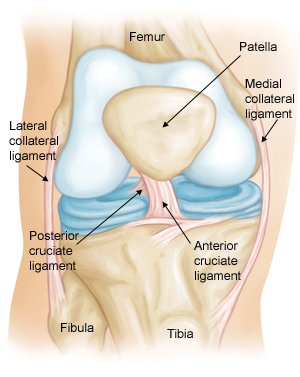 Femur
Patella
Medial
collateral
ligament
Lateral
collateral
ligament
Posterior
cruciate
ligament
Anterior
cruciate
ligament
Fibula
Tibia